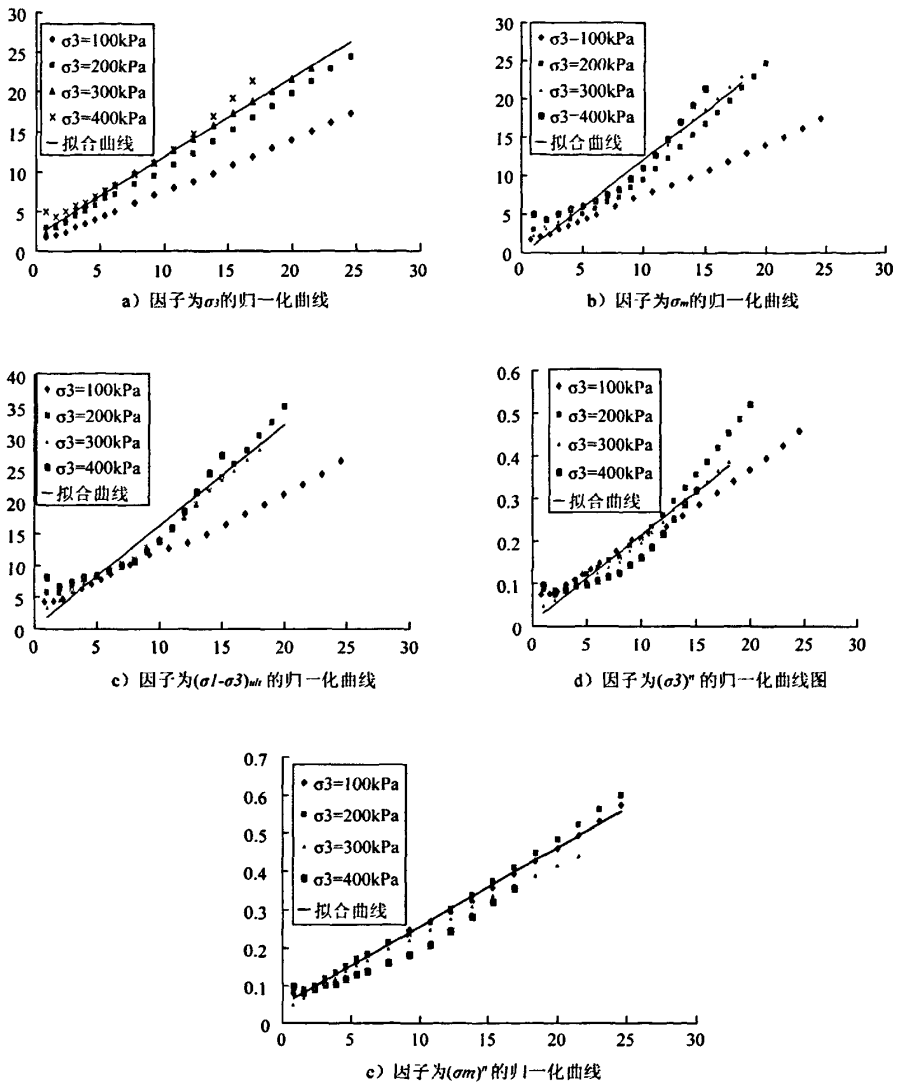 30
25
20
15
10
5
0
σ3=100kPa
σ3=200kPa
σ3=300kPa
σ3=400kPa
拟合曲线
0 5 10 15 20 25 30
a）因子为σ3的归一化曲线
30
25
20
15
10
5
0
σ3-100kPa
σ3=200kPa
σ3=300kPa
σ3-400kPa
拟合曲线
0 5 10 15 20 25 30
b）因子为σm的归一化曲线
40
35
30
25
20
15
10
5
0
σ3=100kPa
σ3=200kPa
σ3=300kPa
σ3=400kPa
拟合曲线
0 5 10 15 20 25 30
c）因子为(σ1-σ3)ult 的归一化曲线
0.6
0.5
0.4
0.3
0.2
0.1
0
σ3=100kPa
σ3=200kPa
σ3=300kPa
σ3=400kPa
拟合曲线
0 5 10 15 20 25 30
d）因子为(σ3)ⁿ 的归一化曲线图
0.7
0.6
0.5
0.4
0.3
0.2
0.1
0
σ3=100kPa
σ3=200kPa
σ3=300kPa
σ3=400kPa
拟合曲线
0 5 10 15 20 25 30
e）因子为(σm)ⁿ 的归一化曲线